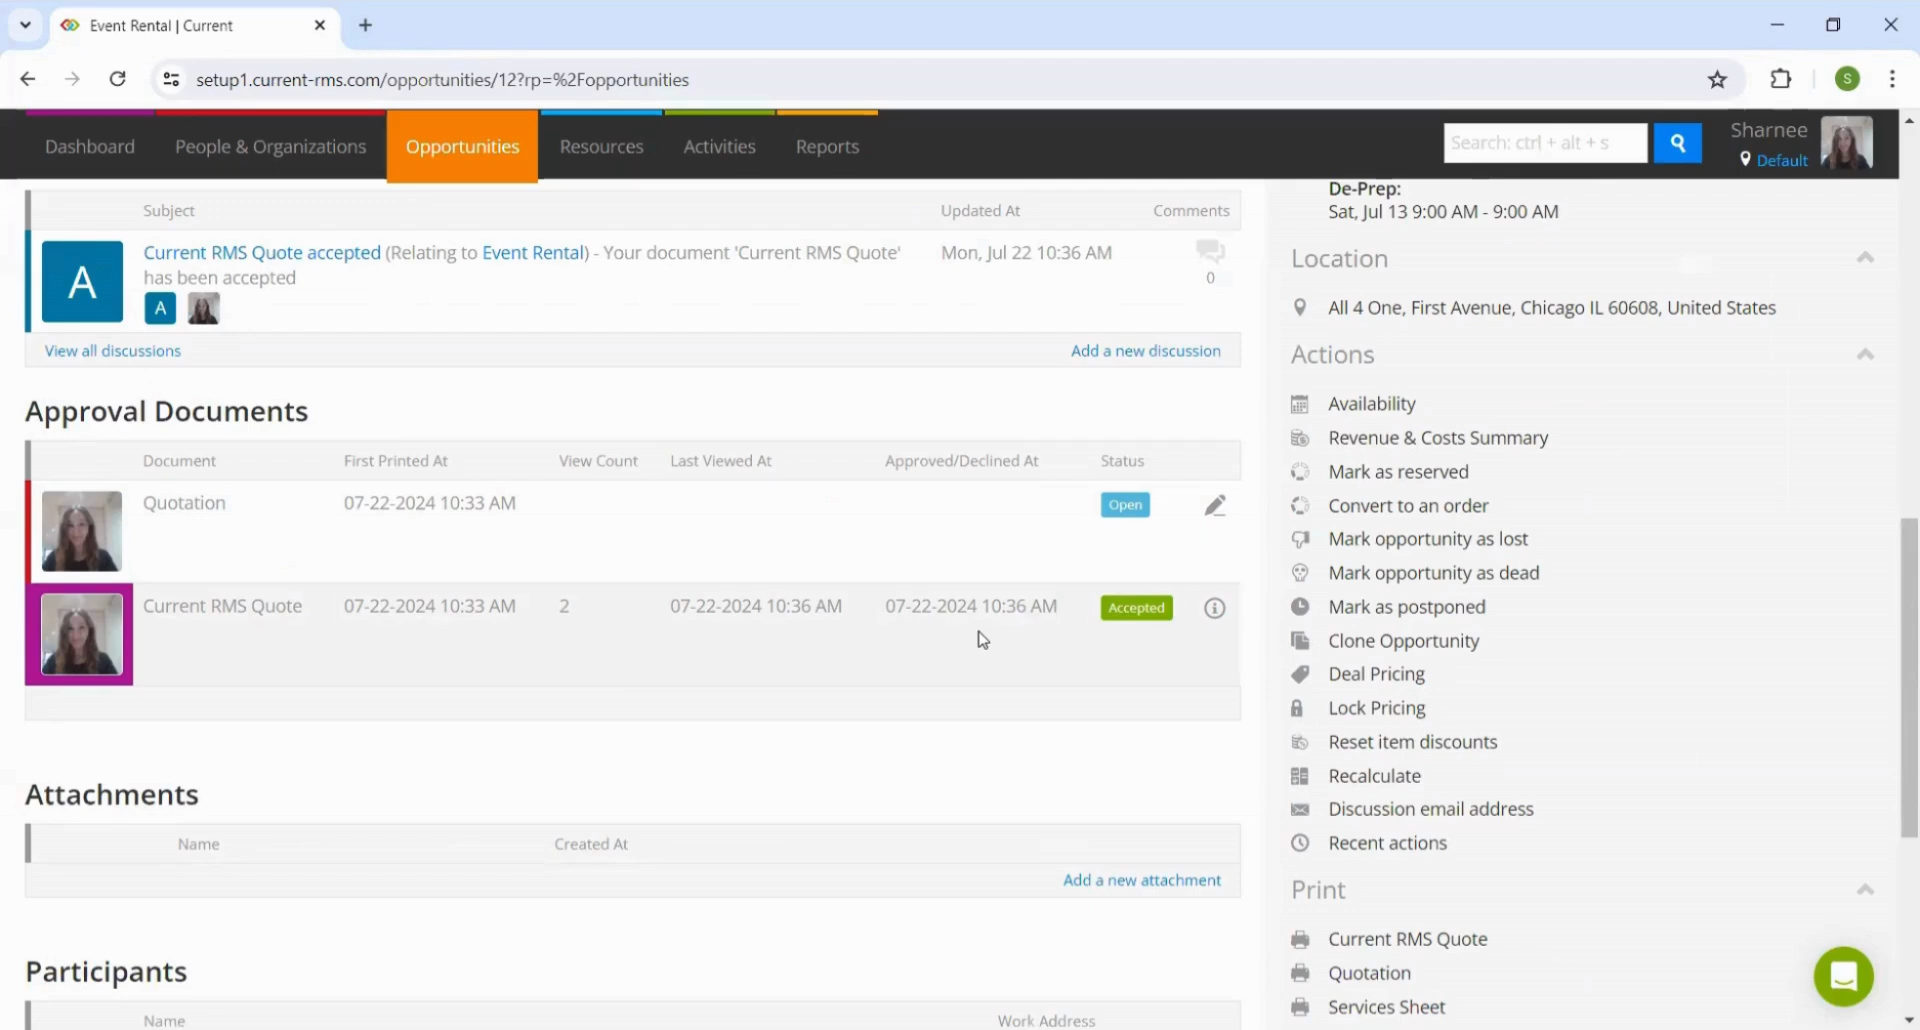 Event Rental | Current
setup1.current-rms.com/opportunities/12?rp=%2Fopportunities
S
Dashboard
People & Organizations
Opportunities
Resources
Activities
Reports
Search: ctrl + alt + s
Sharnee
Default
Subject
Updated At
Comments
A
Current RMS Quote accepted (Relating to Event Rental) - Your document 'Current RMS Quote'
has been accepted
Mon, Jul 22 10:36 AM
0
A
View all discussions
Add a new discussion
Approval Documents
Document
First Printed At
View Count
Last Viewed At
Approved/Declined At
Status
Quotation
07-22-2024 10:33 AM
Open
Current RMS Quote
07-22-2024 10:33 AM
2
07-22-2024 10:36 AM
07-22-2024 10:36 AM
Accepted
Attachments
Name
Created At
Add a new attachment
Participants
Name
Work Address
De-Prep:
Sat, Jul 13 9:00 AM - 9:00 AM
Location
All 4 One, First Avenue, Chicago IL 60608, United States
Actions
Availability
Revenue & Costs Summary
Mark as reserved
Convert to an order
Mark opportunity as lost
Mark opportunity as dead
Mark as postponed
Clone Opportunity
Deal Pricing
Lock Pricing
Reset item discounts
Recalculate
Discussion email address
Recent actions
Print
Current RMS Quote
Quotation
Services Sheet